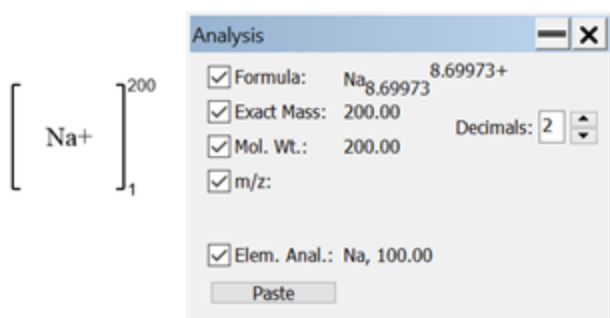 Analysis
Formula: Na8.69973 8.69973+
Exact Mass: 200.00
Decimals: 2
Mol. Wt.: 200.00
m/z:
Elem. Anal.: Na, 100.00
Paste
200
Na+
1